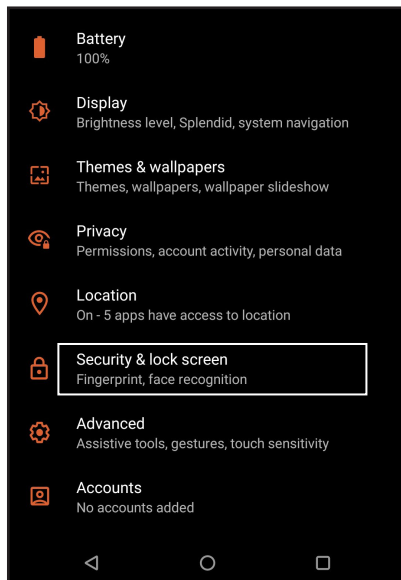 Battery
100%
Display
Brightness level, Splendid, system navigation
Themes & wallpapers
Themes, wallpapers, wallpaper slideshow
Privacy
Permissions, account activity, personal data
Location
On - 5 apps have access to location
Security & lock screen
Fingerprint, face recognition
Advanced
Assistive tools, gestures, touch sensitivity
Accounts
No accounts added